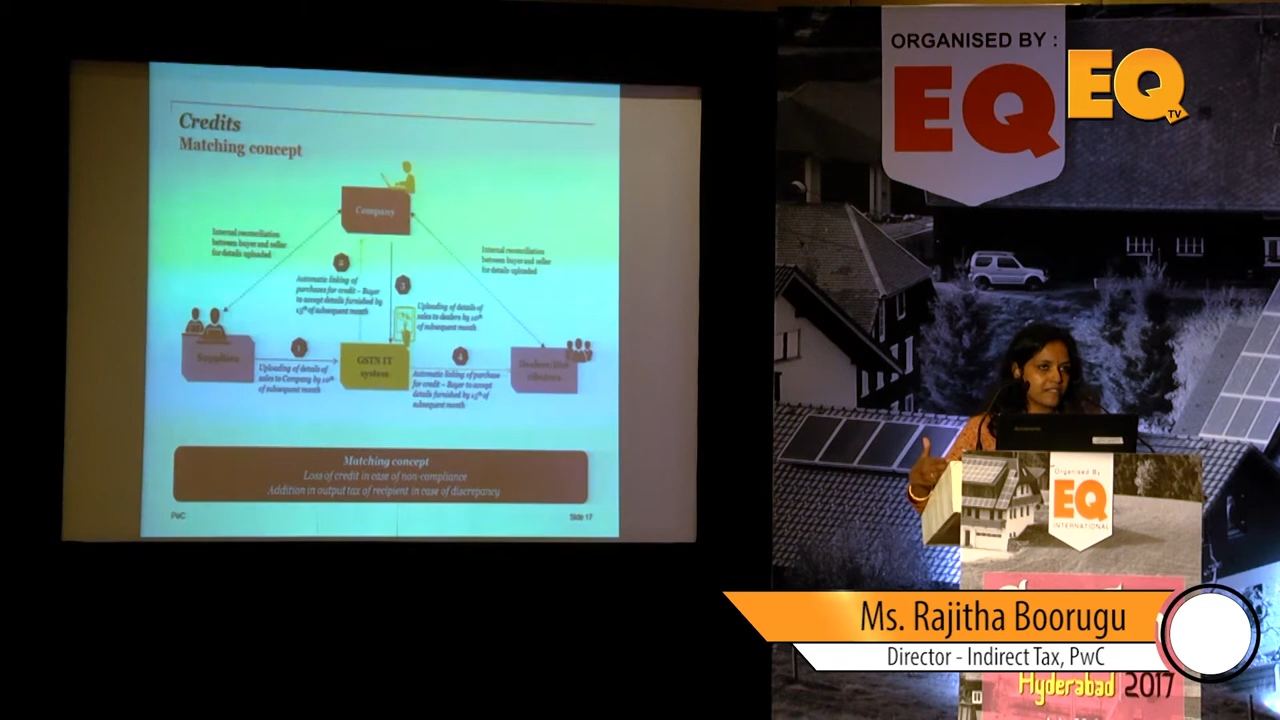 Credits
Matching concept
Company
Internal reconciliation
between buyer and seller
for details uploaded
Internal reconciliation
between buyer and seller
for details uploaded
2
Automatic linking of
purchases for credit – Buyer
to accept details furnished by
15th of subsequent month
3
Uploading of details of
sales to dealers by 10th
of subsequent month
Suppliers
1
Uploading of details of
sales to Company by 10th
of subsequent month
GSTN IT
system
4
Automatic linking of purchase
for credit – Buyer to accept
details furnished by 15th of
subsequent month
Matching concept
Loss of credit in case of non-compliance
Addition in output tax of recipient in case of discrepancy
PwC
Slide 17
ORGANISED BY :
EQ
EQ
TV
Organised By
EQ
INTERNATIONAL
Ms. Rajitha Boorugu
Director - Indirect Tax, PwC
Hyderabad 2017